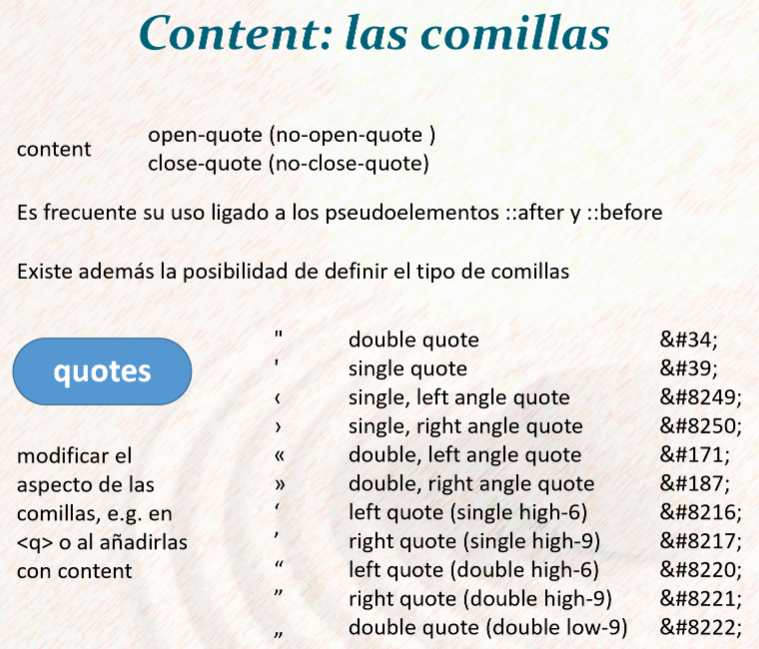 Content: las comillas
content
open-quote (no-open-quote )
close-quote (no-close-quote)
Es frecuente su uso ligado a los pseudoelementos ::after y ::before
Existe además la posibilidad de definir el tipo de comillas
quotes
modificar el
aspecto de las
comillas, e.g. en
<q> o al añadirlas
con content
" double quote &#34;
' single quote &#39;
‹ single, left angle quote &#8249;
› single, right angle quote &#8250;
« double, left angle quote &#171;
» double, right angle quote &#187;
‘ left quote (single high-6) &#8216;
’ right quote (single high-9) &#8217;
“ left quote (double high-6) &#8220;
” right quote (double high-9) &#8221;
„ double quote (double low-9) &#8222;